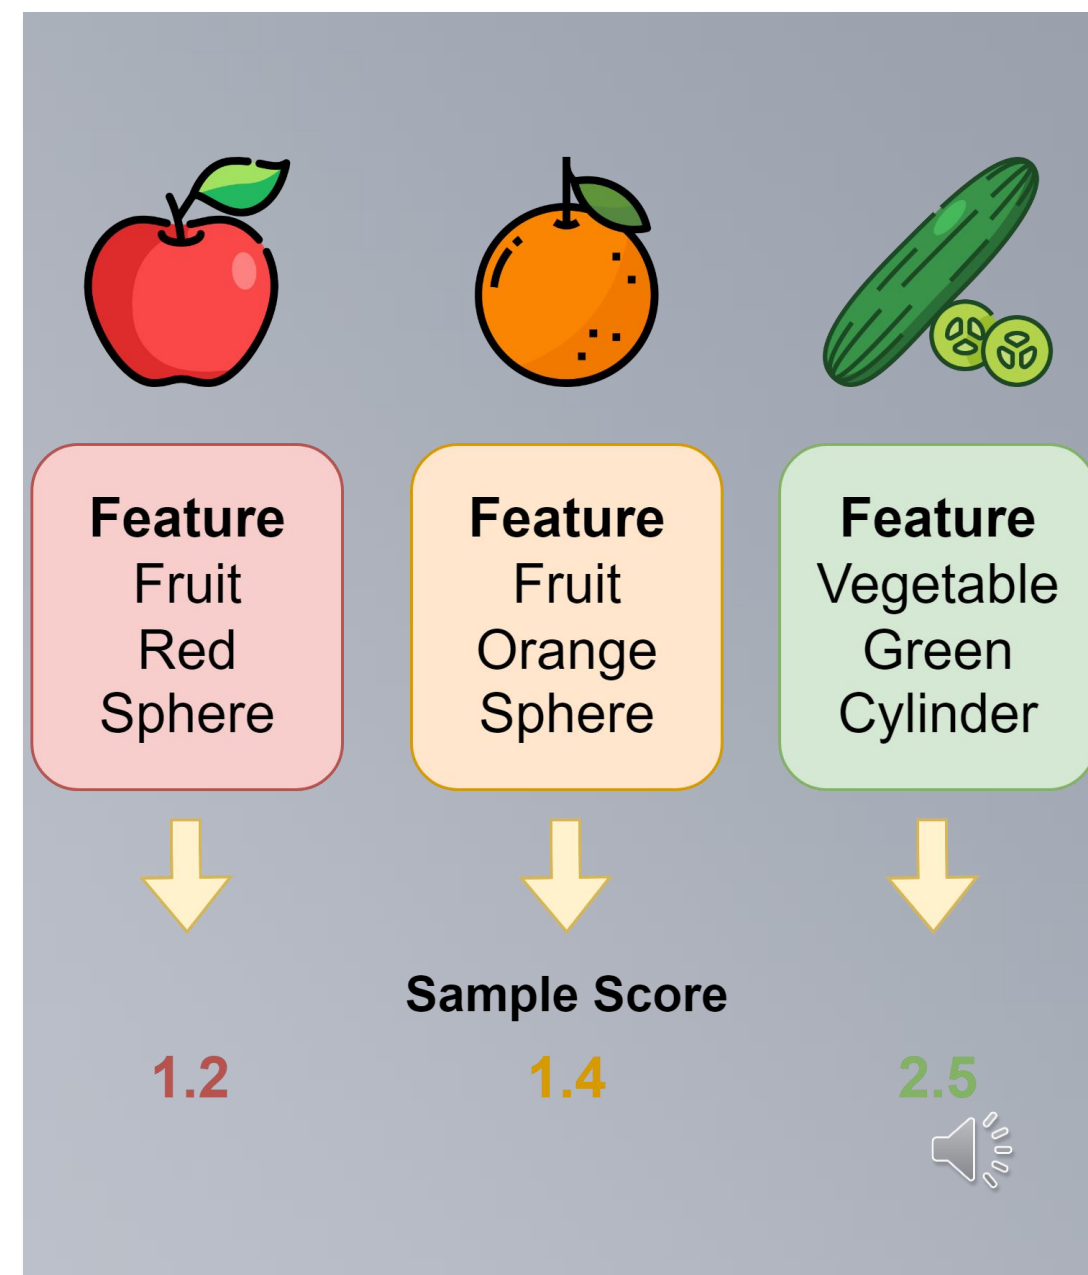 Feature
Fruit
Red
Sphere
Feature
Fruit
Orange
Sphere
Feature
Vegetable
Green
Cylinder
Sample Score
1.2
1.4
2.5